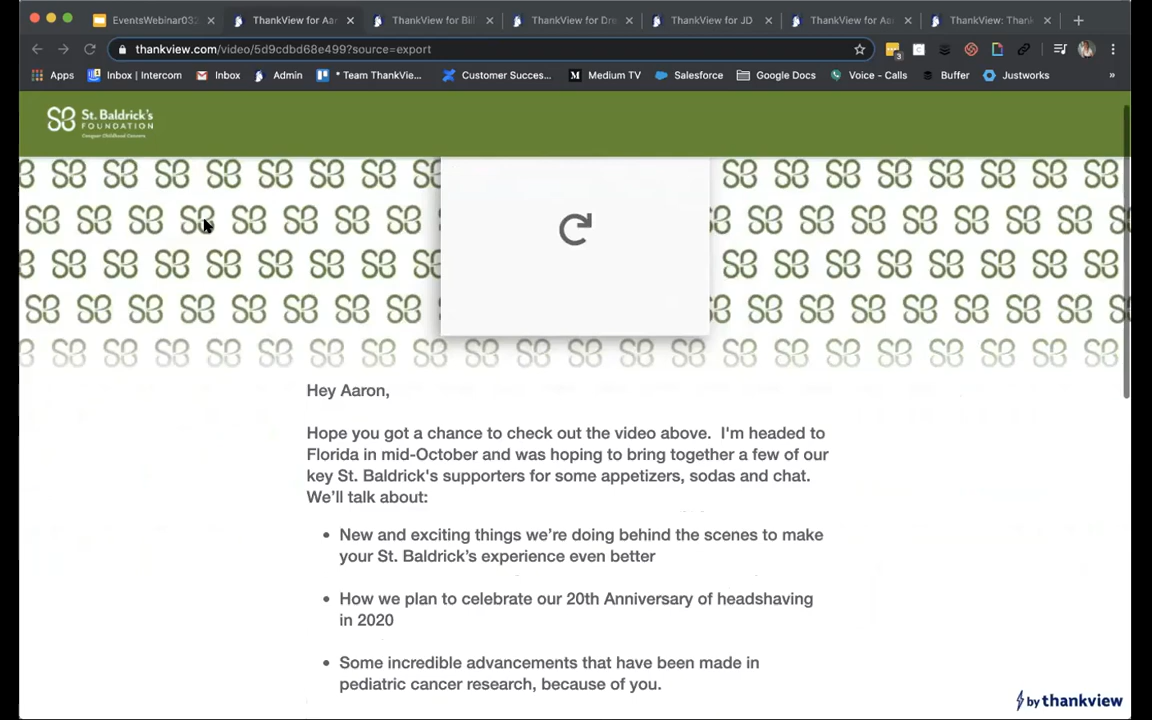 EventsWebinar03
ThankView for Aar
ThankView for Bil
ThankView for Dr
ThankView for JD
ThankView for Aar
ThankView: Than
thankview.com/video/5d9cdbd68e499?source=export
Apps
Inbox | Intercom
Inbox
Admin
* Team ThankVie...
Customer Succes...
Medium TV
Salesforce
Google Docs
Voice - Calls
Buffer
Justworks
»
St. Baldrick's
FOUNDATION
Conquer Childhood Cancers
Hey Aaron,
Hope you got a chance to check out the video above. I'm headed to
Florida in mid-October and was hoping to bring together a few of our
key St. Baldrick's supporters for some appetizers, sodas and chat.
We'll talk about:
• New and exciting things we're doing behind the scenes to make
your St. Baldrick's experience even better
• How we plan to celebrate our 20th Anniversary of headshaving
in 2020
• Some incredible advancements that have been made in
pediatric cancer research, because of you.
by thankview